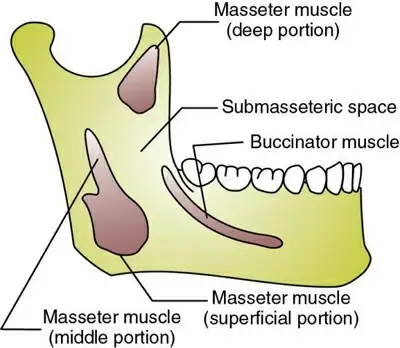 Masseter muscle
(deep portion)
Submasseteric space
Buccinator muscle
Masseter muscle
(superficial portion)
Masseter muscle
(middle portion)